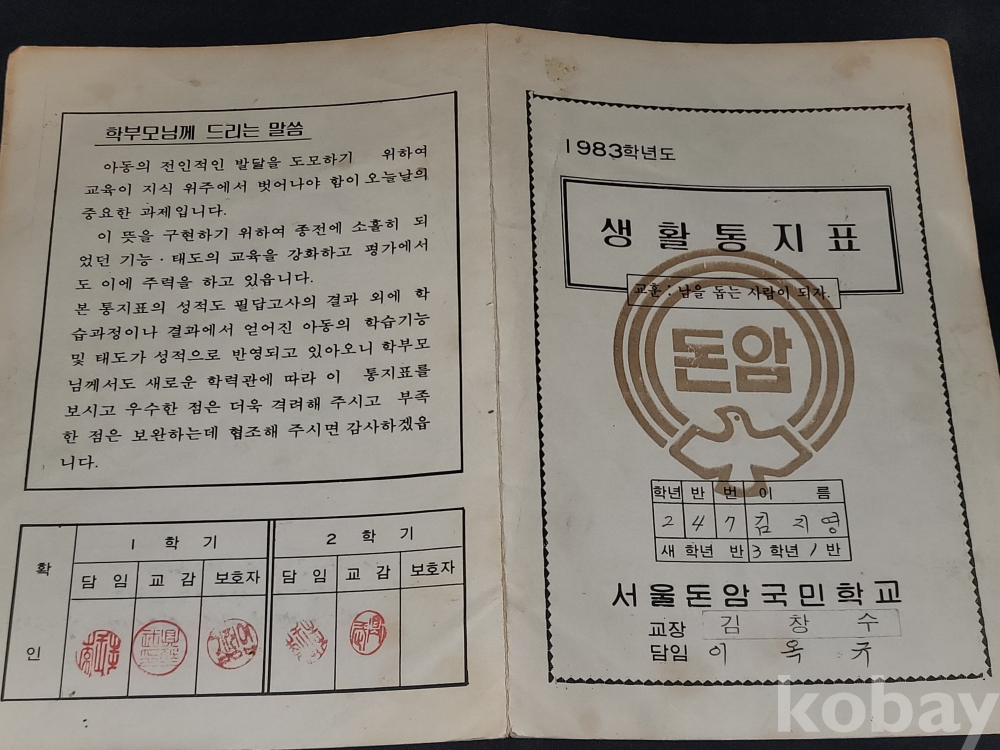 학부모님께 드리는 말씀
아동의 전인적인 발달을 도모하기 위하여
교육이 지식 위주에서 벗어나야 함이 오늘날의
중요한 과제입니다.
이 뜻을 구현하기 위하여 종전에 소홀히 되
었던 기능·태도의 교육을 강화하고 평가에서
도 이에 주력을 하고 있읍니다.
본 통지표의 성적도 필답고사의 결과 외에 학
습과정이나 결과에서 얻어진 아동의 학습기능
및 태도가 성적으로 반영되고 있아오니 학부모
님께서도 새로운 학력관에 따라 이 통지표를
보시고 우수한 점은 더욱 격려해 주시고 부족
한 점은 보완하는데 협조해 주시면 감사하겠읍
니다.
확인
1 학기 2 학기
담임 교감 보호자 담임 교감 보호자
1983학년도
생활통지표
교훈: 남을 돕는 사람이 되자.
돈암
학년 반 번 이름
2 4 7 김지영
새 학년 반 3학년 1반
서울돈암국민학교
교장 김창수
담임 이옥규
kobay